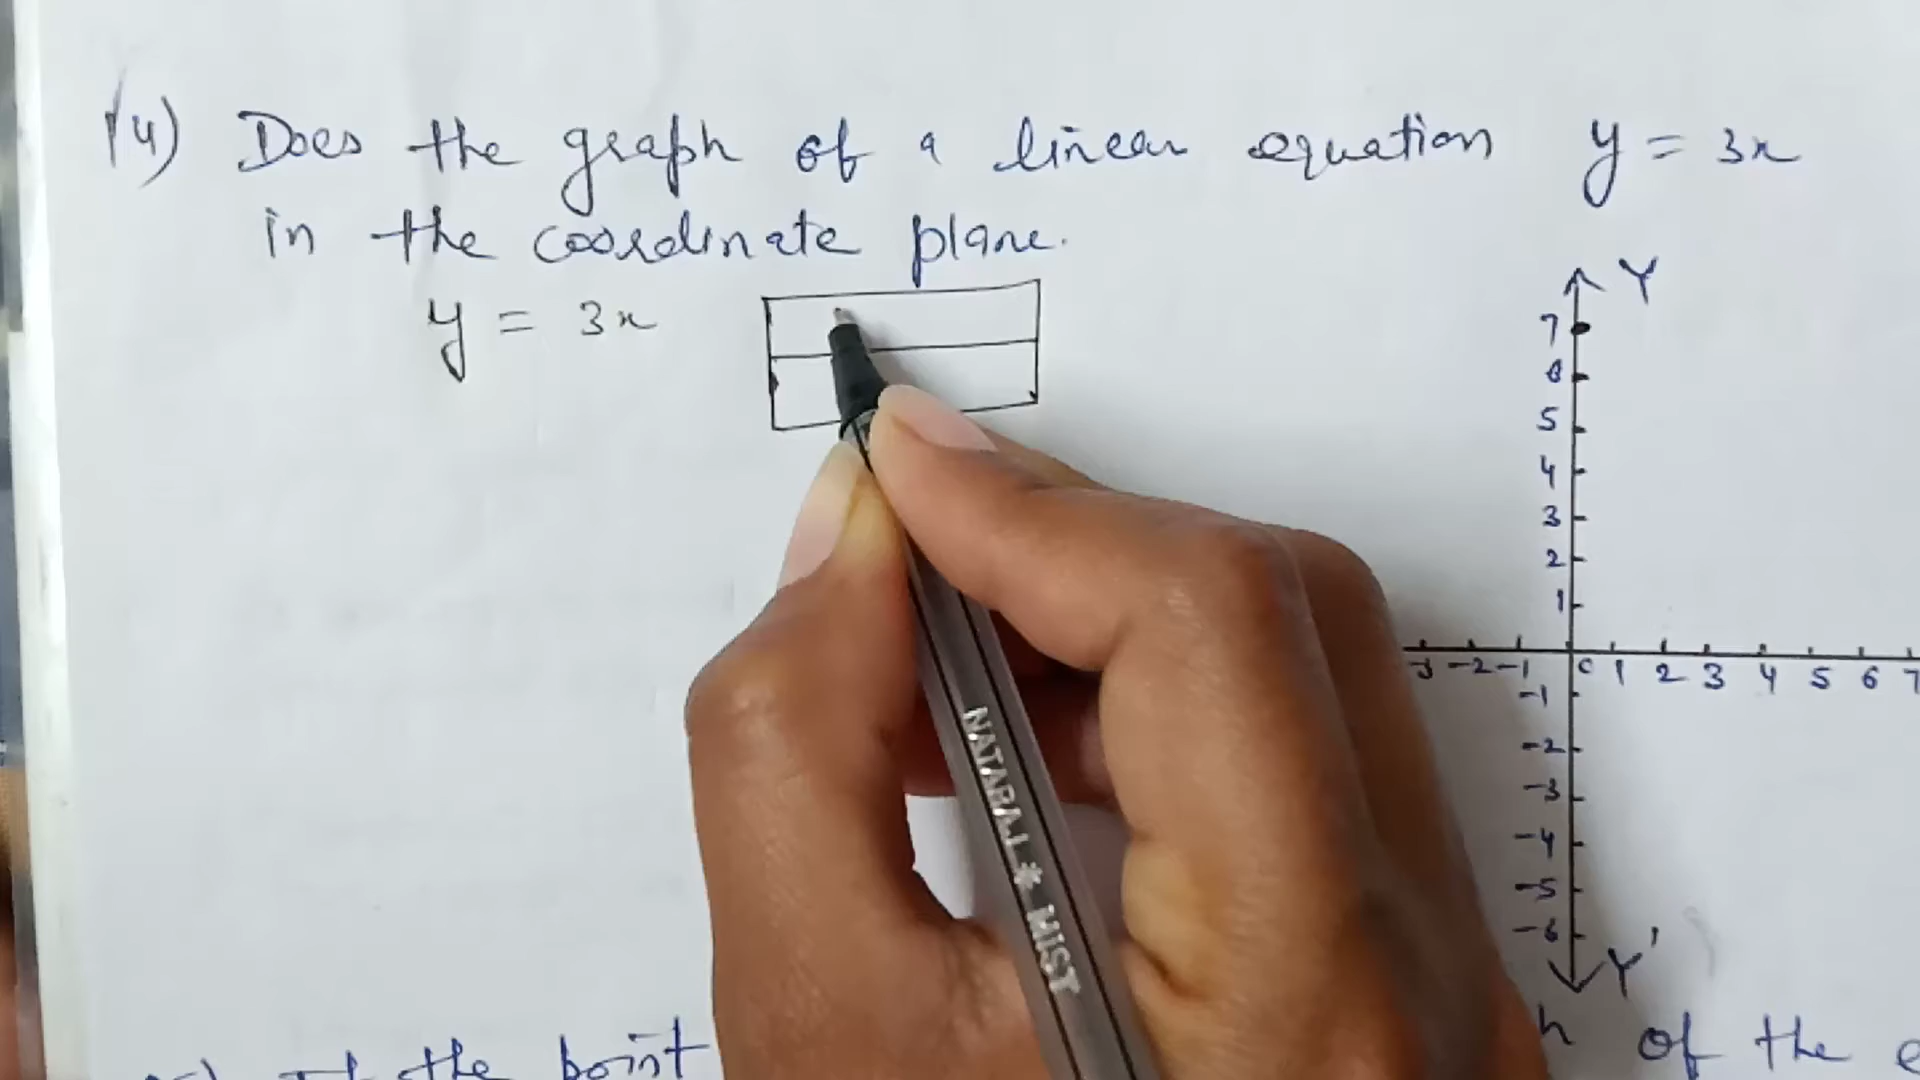 14) Does the graph of a linear equation y = 3x
in the coordinate plane.
y = 3x
Y
7
6
5
4
3
2
1
-3 -2 -1 0 1 2 3 4 5 6 7
-1
-2
-3
-4
-5
-6
Y'
NATARAJ * MIST
the point
of the